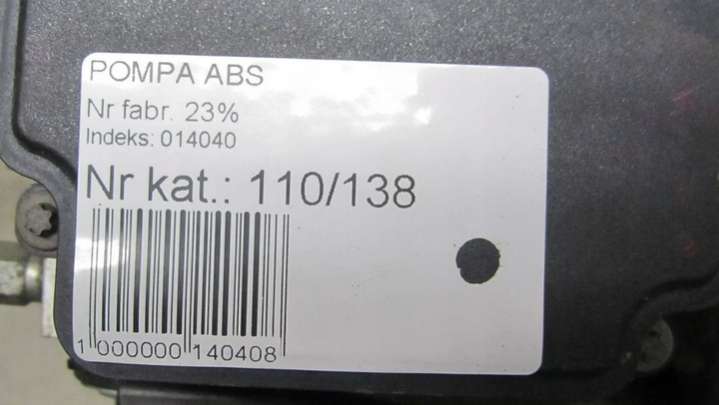 POMPA ABS
Nr fabr. 23%
Indeks: 014040
Nr kat.: 110/138
1 000000 140408